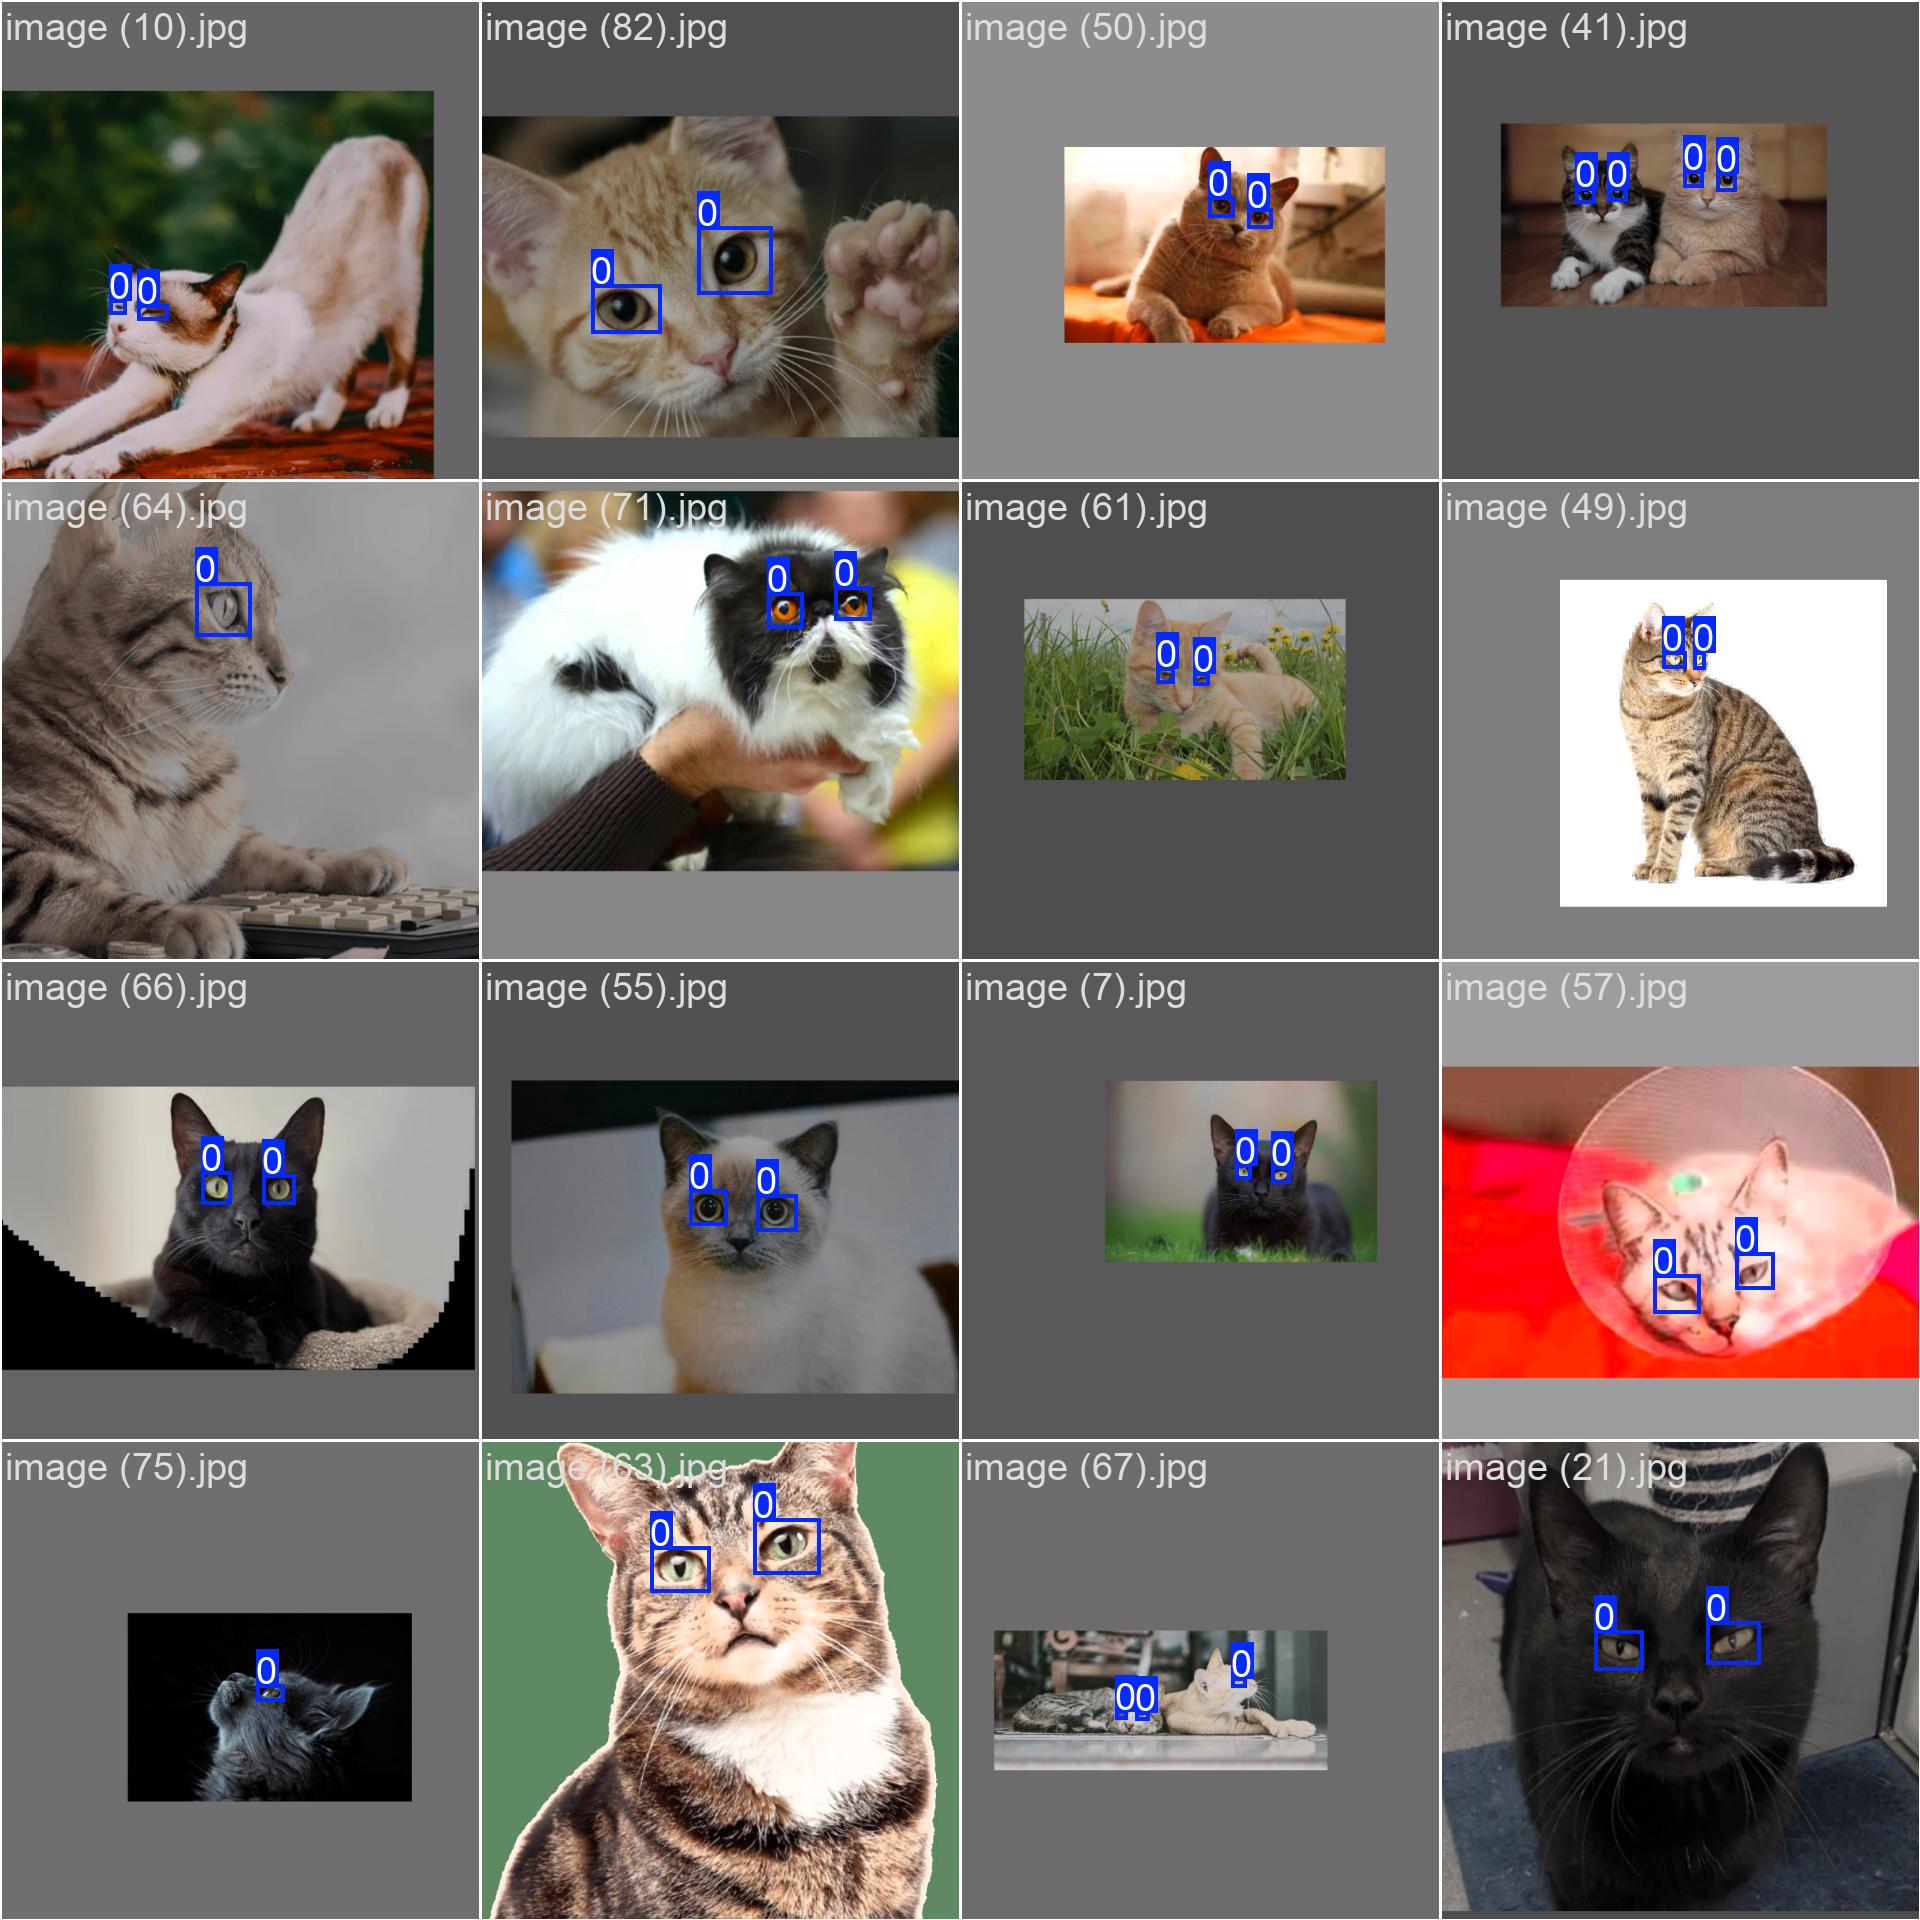 image (10).jpg
image (82).jpg
image (50).jpg
image (41).jpg
0 0
0
0
0
0
0 0
0 0
image (64).jpg
image (71).jpg
image (61).jpg
image (49).jpg
0
0
0
0
0
0 0
image (66).jpg
image (55).jpg
image (7).jpg
image (57).jpg
0 0
0
0
0 0
0
0
image (75).jpg
image (63).jpg
image (67).jpg
image (21).jpg
0
0
0
00
0
0
0